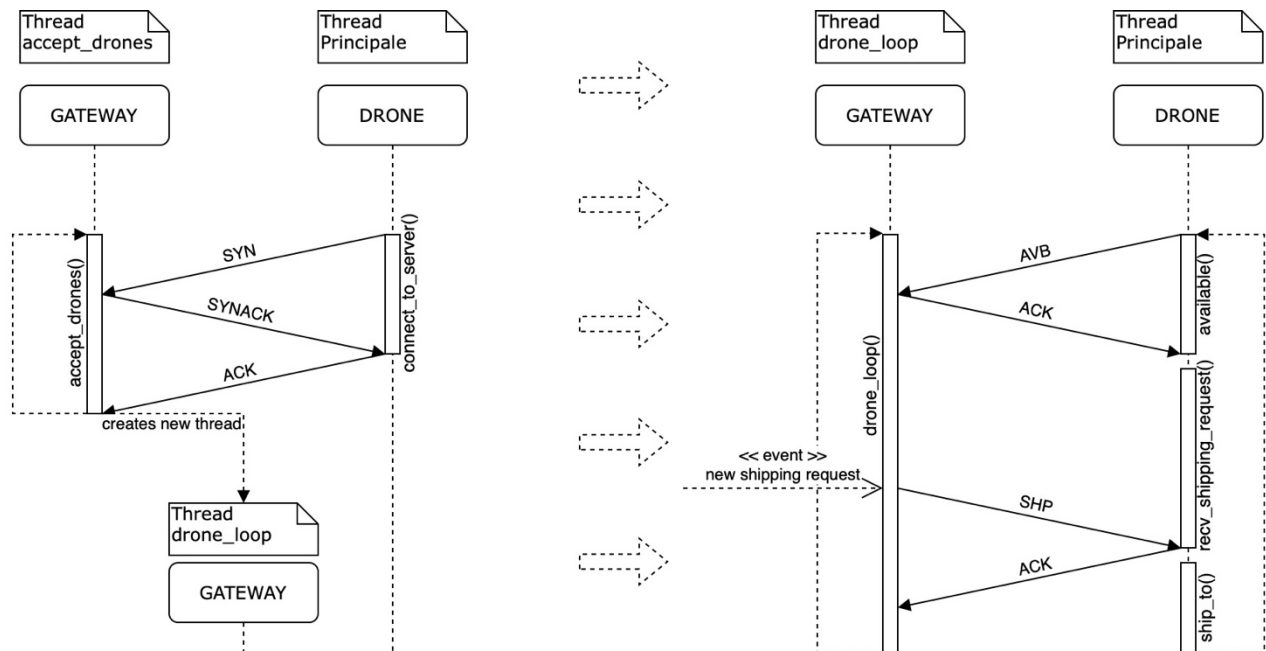 Thread
accept_drones
Thread
Principale
GATEWAY
DRONE
SYN
SYNACK
ACK
accept_drones()
connect_to_server()
creates new thread
Thread
drone_loop
GATEWAY
Thread
drone_loop
Thread
Principale
GATEWAY
DRONE
AVB
ACK
available()
drone_loop()
<< event >>
new shipping request
SHP
recv_shipping_request()
ACK
ship_to()